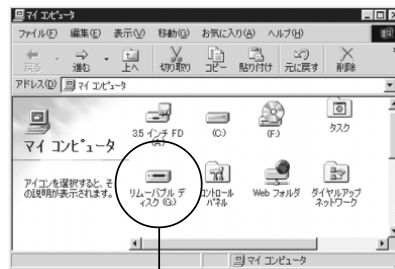 マイ コンピュータ
ファイル(F) 編集(E) 表示(V) 移動(G) お気に入り(A) ヘルプ(H)
戻る 進む 上へ 切り取り コピー 貼り付け 元に戻す 削除
アドレス(D) マイ コンピュータ
マイ コンピュータ
アイコンを選択すると、そ
の説明が表示されます。
3.5 インチ FD
(A:)
(C:)
(F:)
タスク
リムーバブル デ
ィスク (G:)
コントロール
パネル
Web フォルダ
ダイヤルアップ
ネットワーク
マイ コンピュータ